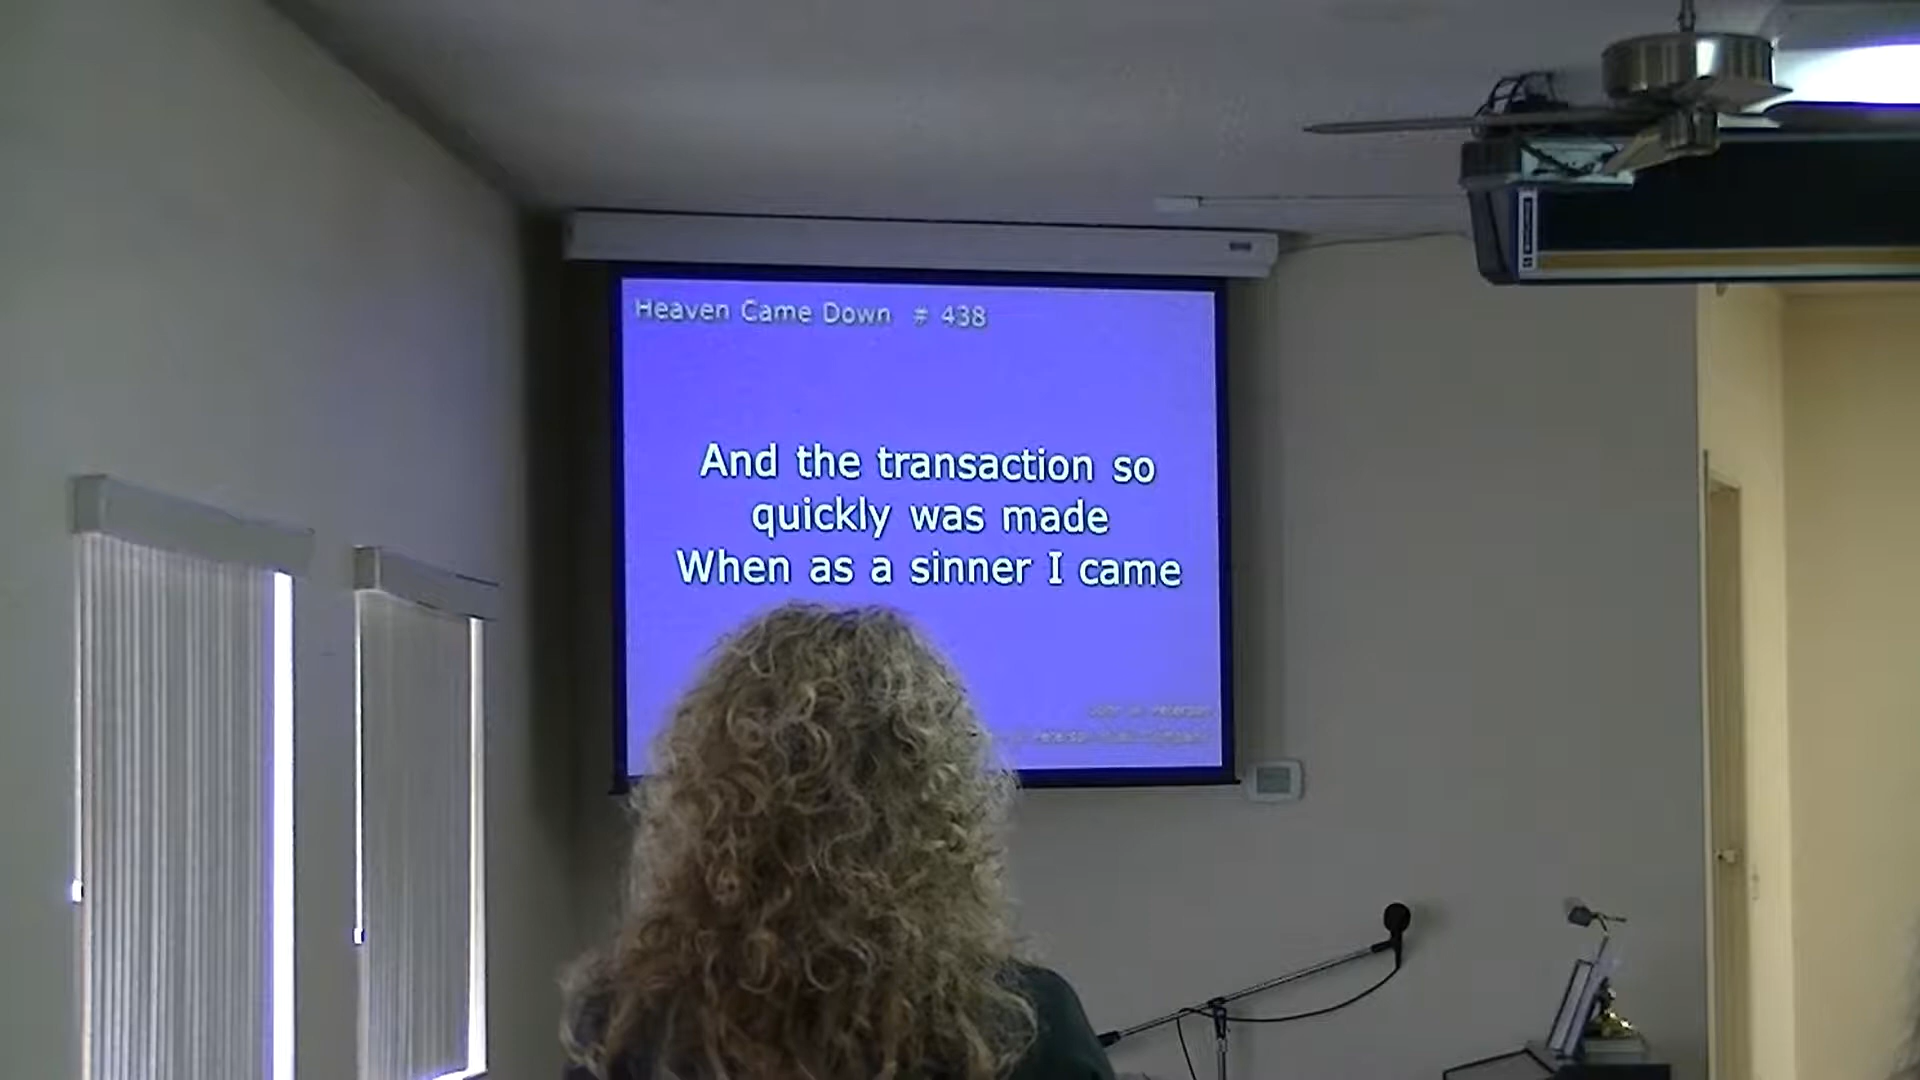 Heaven Came Down # 438
And the transaction so
quickly was made
When as a sinner I came